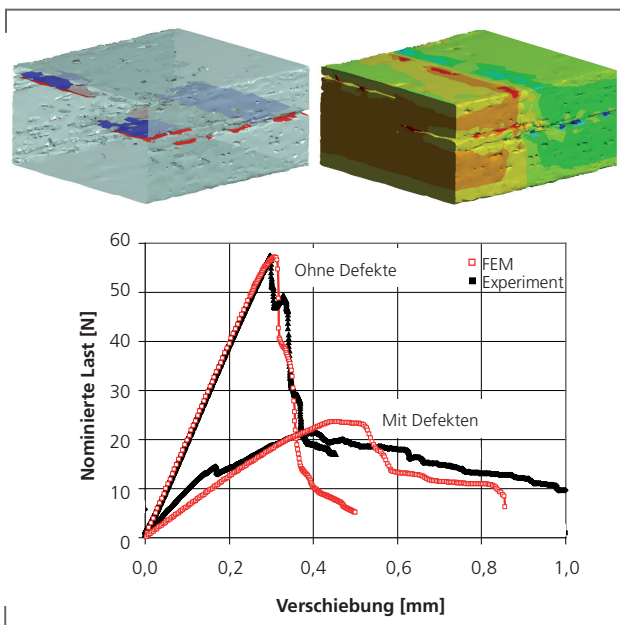 60
50
40
30
20
10
0
Nominierte Last [N]
Ohne Defekte
FEM
Experiment
Mit Defekten
0,0 0,2 0,4 0,6 0,8 1,0
Verschiebung [mm]